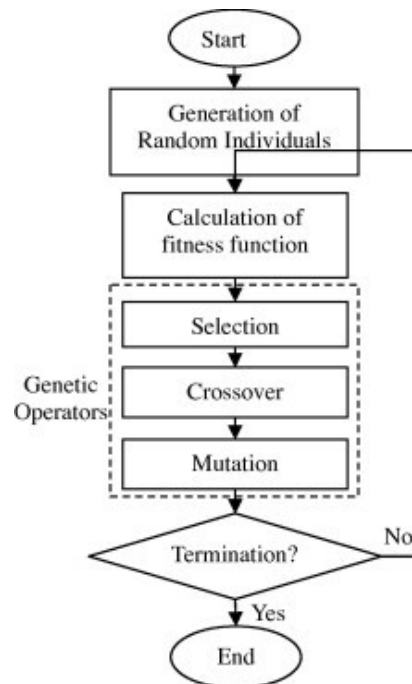 Start
Generation of
Random Individuals
Calculation of
fitness function
Selection
Genetic
Operators
Crossover
Mutation
Termination?
No
Yes
End